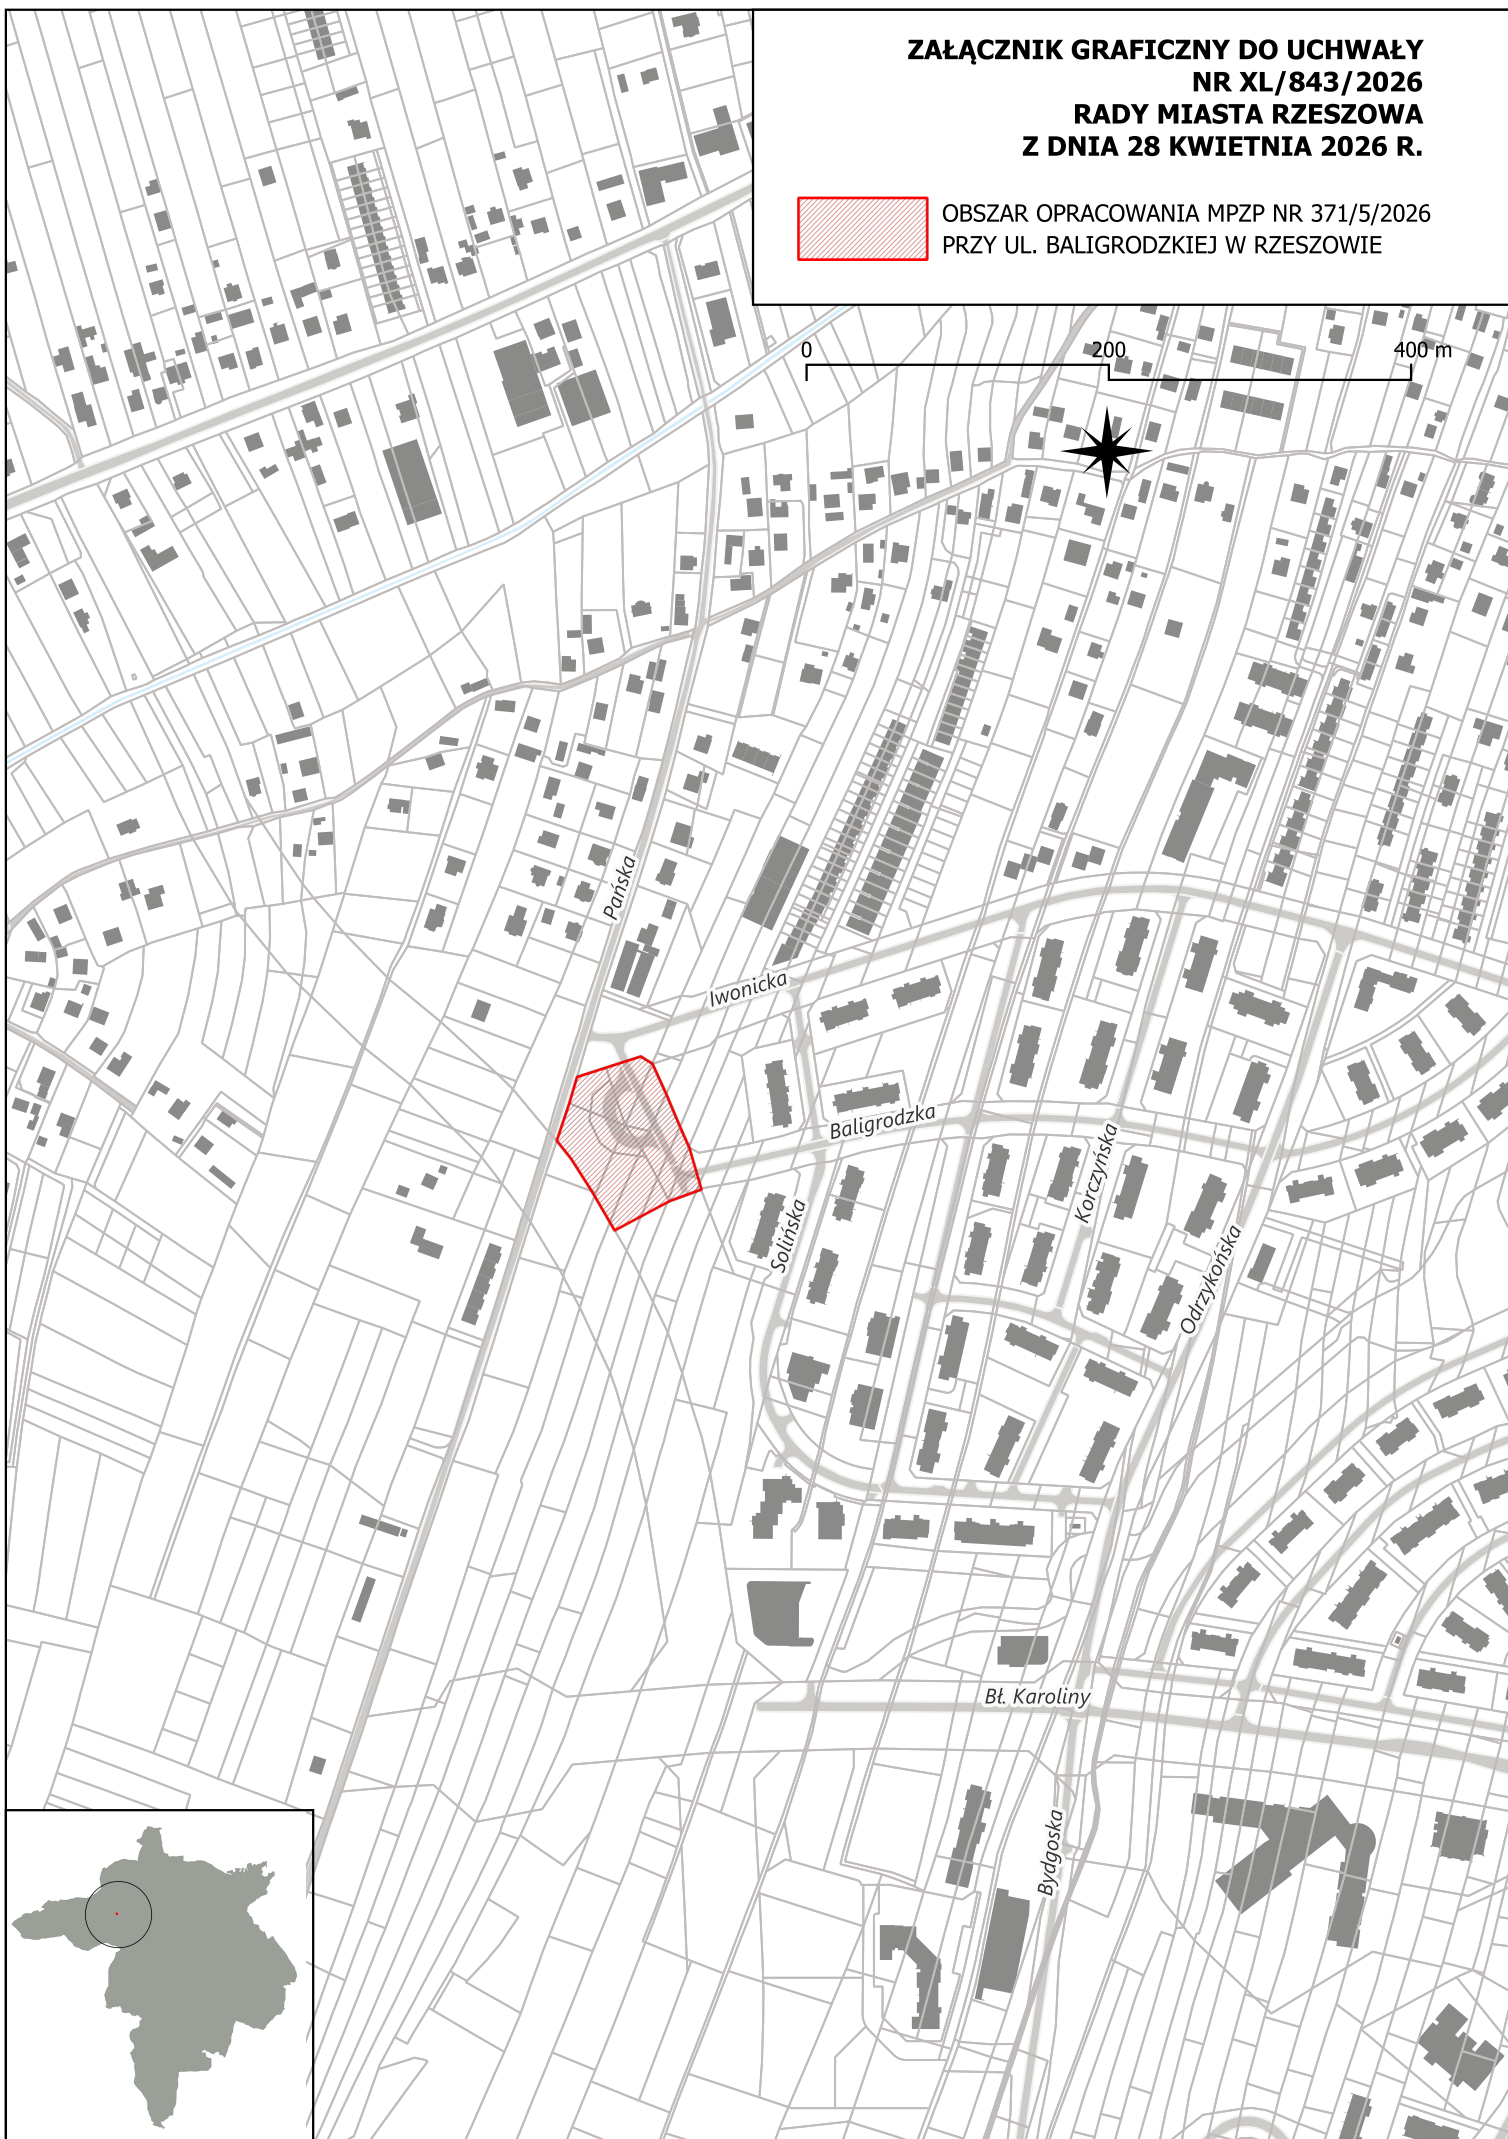 ZAŁĄCZNIK GRAFICZNY DO UCHWAŁY
NR XL/843/2026
RADY MIASTA RZESZOWA
Z DNIA 28 KWIETNIA 2026 R.
OBSZAR OPRACOWANIA MPZP NR 371/5/2026
PRZY UL. BALIGRODZKIEJ W RZESZOWIE
0 200 400 m
Pańska
Iwonicka
Baligrodzka
Korczyńska
Solińska
Odrzykońska
Bł. Karoliny
Bydgoska